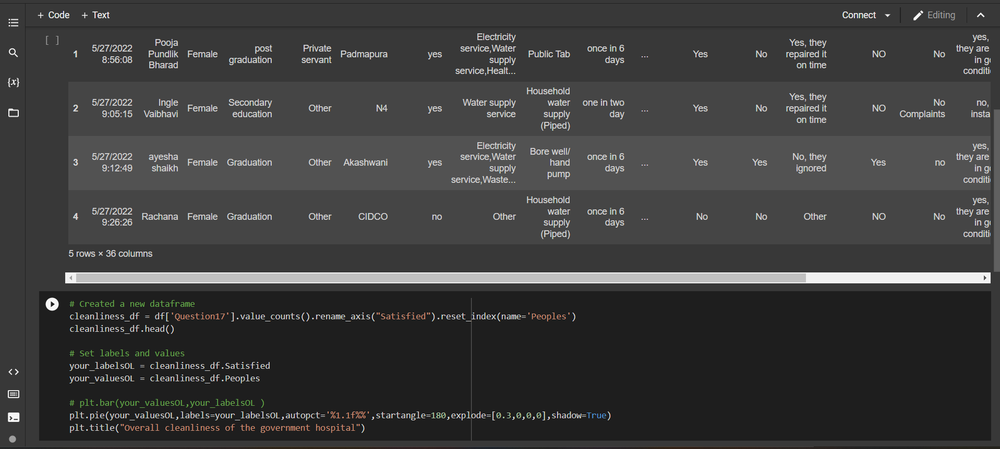 + Code + Text Connect Editing
[ ]
1 5/27/2022 8:56:08 Pooja Pundlik Bharad Female post graduation Private servant Padmapura yes Electricity service,Water supply service,Healt... Public Tab once in 6 days ... Yes No Yes, they repaired it on time NO No yes, they are in conditi
2 5/27/2022 9:05:15 Ingle Vaibhavi Female Secondary education Other N4 yes Water supply service Household water supply (Piped) one in two day ... Yes No Yes, they repaired it on time NO No Complaints no, insta
3 5/27/2022 9:12:49 ayesha shaikh Female Graduation Other Akashwani yes Electricity service,Water supply service,Waste... Bore well/ hand pump once in 6 days ... Yes Yes No, they ignored Yes no yes, they are in conditi
4 5/27/2022 9:26:26 Rachana Female Graduation Other CIDCO no Other Household water supply (Piped) once in 6 days ... No No Other NO No yes, they are in conditi
5 rows × 36 columns
{x}
# Created a new dataframe
cleanliness_df = df['Question17'].value_counts().rename_axis("Satisfied").reset_index(name='Peoples')
cleanliness_df.head()
# Set labels and values
your_labelsOL = cleanliness_df.Satisfied
your_valuesOL = cleanliness_df.Peoples
# plt.bar(your_valuesOL,your_labelsOL )
plt.pie(your_valuesOL,labels=your_labelsOL,autopct='%1.1f%%',startangle=180,explode=[0.3,0,0,0],shadow=True)
plt.title("Overall cleanliness of the government hospital")